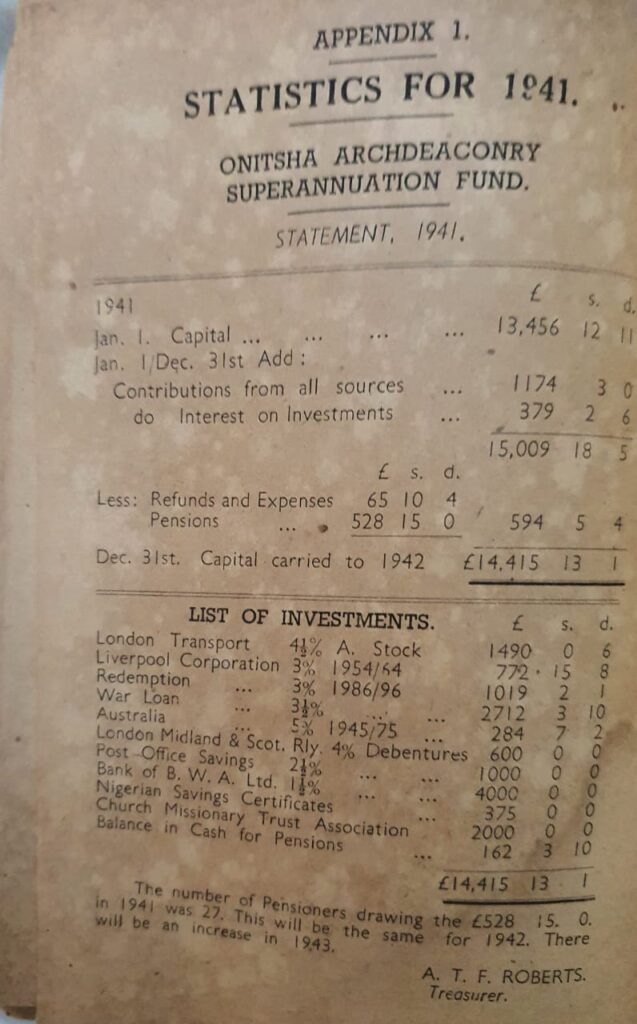 APPENDIX 1.
STATISTICS FOR 1941.
ONITSHA ARCHDEACONRY
SUPERANNUATION FUND.
STATEMENT, 1941.
1941 £ s. d.
Jan. 1. Capital ... ... ... ... 13,456 12 11
Jan. 1/Dec. 31st Add :
Contributions from all sources ... 1174 3 0
do Interest on Investments ... 379 2 6
15,009 18 5
£ s. d.
Less: Refunds and Expenses 65 10 4
Pensions ... 528 15 0 594 5 4
Dec. 31st. Capital carried to 1942 £14,415 13 1
LIST OF INVESTMENTS. £ s. d.
London Transport 4½% A. Stock 1490 0 6
Liverpool Corporation 3% 1954/64 772 15 8
Redemption ... 3% 1986/96 1019 2 1
War Loan ... 3½% ... ... 2712 3 10
Australia ... 5% 1945/75 ... 284 7 2
London Midland & Scot. Rly. 4% Debentures 600 0 0
Post Office Savings 2½% ... ... 1000 0 0
Bank of B. W. A. Ltd. 1½% ... ... 4000 0 0
Nigerian Savings Certificates ... 375 0 0
Church Missionary Trust Association 2000 0 0
Balance in Cash for Pensions ... 162 3 10
£14,415 13 1
The number of Pensioners drawing the £528 15. 0.
in 1941 was 27. This will be the same for 1942. There
will be an increase in 1943.
A. T. F. ROBERTS.
Treasurer.